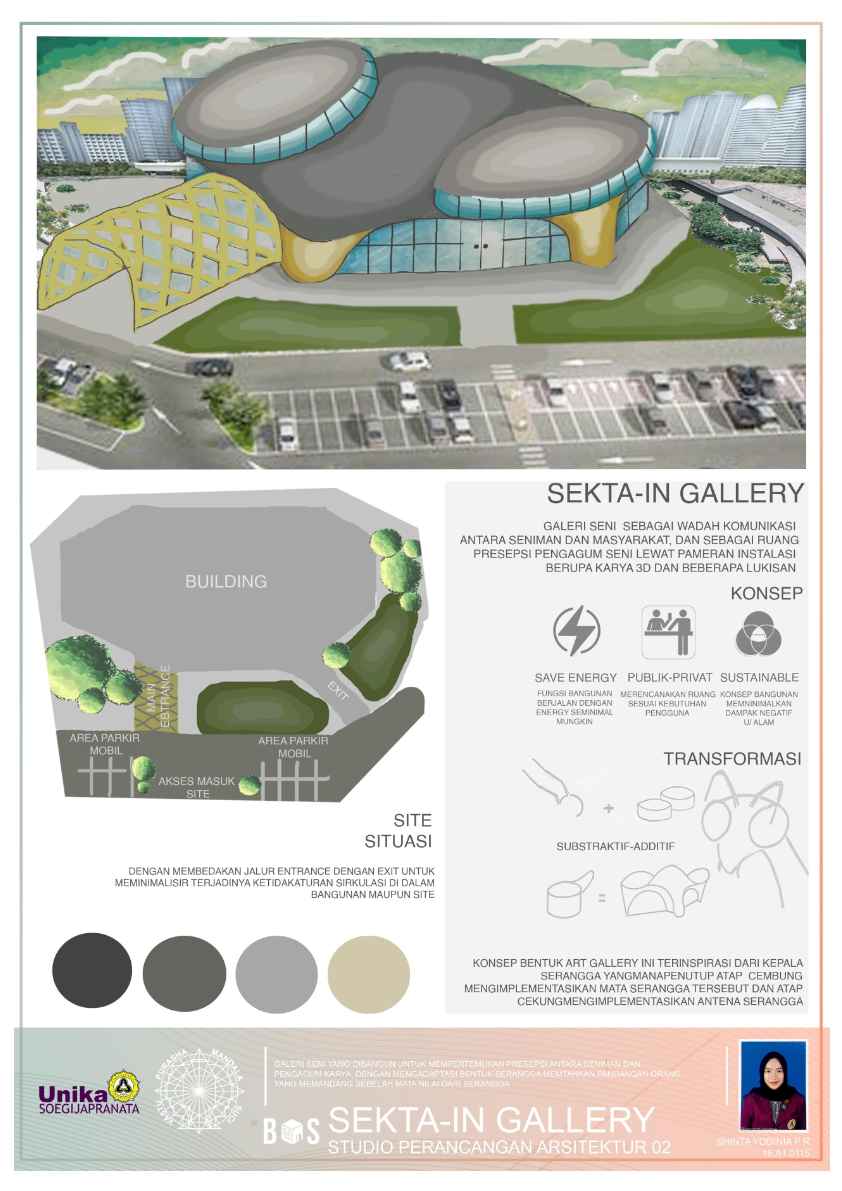 BUILDING
MAIN
EBTRANCE
EXIT
AREA PARKIR
MOBIL
AREA PARKIR
MOBIL
AKSES MASUK
SITE
SITE
SITUASI
DENGAN MEMBEDAKAN JALUR ENTRANCE DENGAN EXIT UNTUK
MEMINIMALISIR TERJADINYA KETIDAKATURAN SIRKULASI DI DALAM
BANGUNAN MAUPUN SITE
SEKTA-IN GALLERY
GALERI SENI SEBAGAI WADAH KOMUNIKASI
ANTARA SENIMAN DAN MASYARAKAT, DAN SEBAGAI RUANG
PRESEPSI PENGAGUM SENI LEWAT PAMERAN INSTALASI
BERUPA KARYA 3D DAN BEBERAPA LUKISAN
KONSEP
SAVE ENERGY
FUNGSI BANGUNAN
BERJALAN DENGAN
ENERGY SEMINIMAL
MUNGKIN
PUBLIK-PRIVAT
MERENCANAKAN RUANG
SESUAI KEBUTUHAN
PENGGUNA
SUSTAINABLE
KONSEP BANGUNAN
MEMNINIMALKAN
DAMPAK NEGATIF
U/ ALAM
TRANSFORMASI
+
SUBSTRAKTIF-ADDITIF
=
KONSEP BENTUK ART GALLERY INI TERINSPIRASI DARI KEPALA
SERANGGA YANGMANAPENUTUP ATAP CEMBUNG
MENGIMPLEMENTASIKAN MATA SERANGGA TERSEBUT DAN ATAP
CEKUNGMENGIMPLEMENTASIKAN ANTENA SERANGGA
Unika
SOEGIJAPRANATA
GALERI SENI YANG DIBANGUN UNTUK MEMPERTEMUKAN PRESEPSI ANTARA SENIMAN DAN
PENGAGUM KARYA. DENGAN MENGADAPTASI BENTUK SERANGGA MEMTAHKAN PANDANGAN ORANG
YANG MEMANDANG SEBELAH MATA NILAI DARI SERANGGA
SEKTA-IN GALLERY
STUDIO PERANCANGAN ARSITEKTUR 02
SHINTA YODINIA P R
19.A1.0115